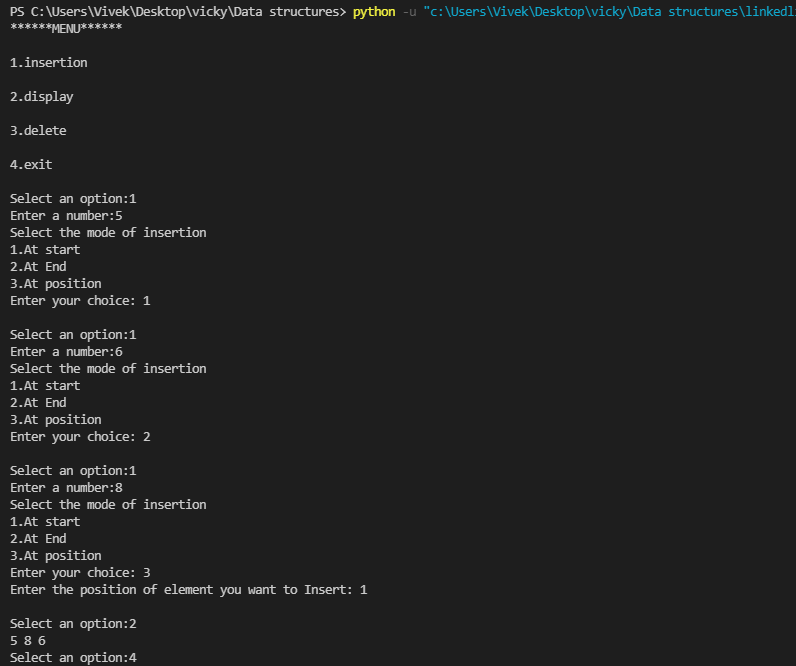 PS C:\Users\Vivek\Desktop\vicky\Data structures> python -u "c:\Users\Vivek\Desktop\vicky\Data structures\linkedl
******MENU******
1.insertion
2.display
3.delete
4.exit
Select an option:1
Enter a number:5
Select the mode of insertion
1.At start
2.At End
3.At position
Enter your choice: 1
Select an option:1
Enter a number:6
Select the mode of insertion
1.At start
2.At End
3.At position
Enter your choice: 2
Select an option:1
Enter a number:8
Select the mode of insertion
1.At start
2.At End
3.At position
Enter your choice: 3
Enter the position of element you want to Insert: 1
Select an option:2
5 8 6
Select an option:4